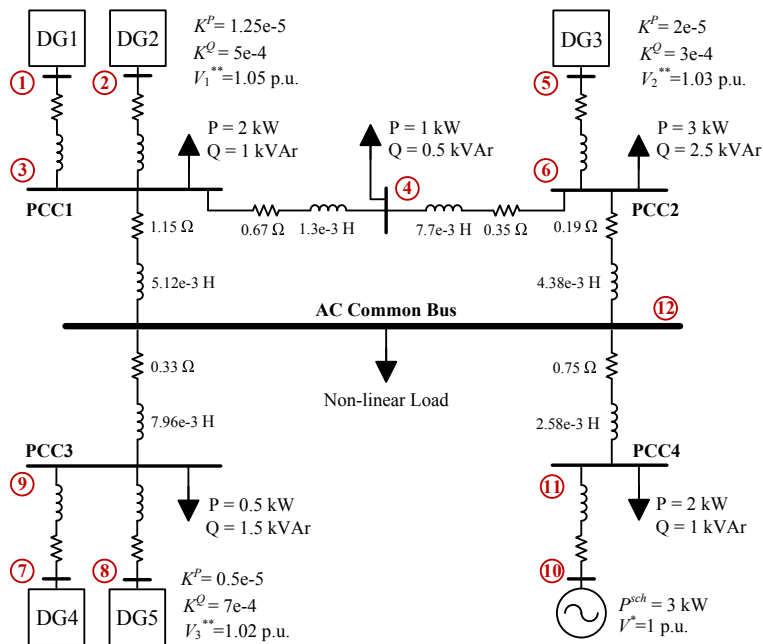 DG1
DG2
K^P = 1.25e-5
K^Q = 5e-4
V₁^** =1.05 p.u.
DG3
K^P = 2e-5
K^Q = 3e-4
V₂^** =1.03 p.u.
1
2
5
P = 2 kW
Q = 1 kVAr
P = 1 kW
Q = 0.5 kVAr
P = 3 kW
Q = 2.5 kVAr
3
4
6
PCC1
PCC2
1.15 Ω
0.67 Ω
1.3e-3 H
7.7e-3 H
0.35 Ω
0.19 Ω
5.12e-3 H
4.38e-3 H
AC Common Bus
12
0.33 Ω
0.75 Ω
Non-linear Load
7.96e-3 H
2.58e-3 H
PCC3
PCC4
9
11
P = 0.5 kW
Q = 1.5 kVAr
P = 2 kW
Q = 1 kVAr
7
8
10
DG4
DG5
K^P = 0.5e-5
K^Q = 7e-4
V₃^** =1.02 p.u.
P^sch = 3 kW
V^* =1 p.u.